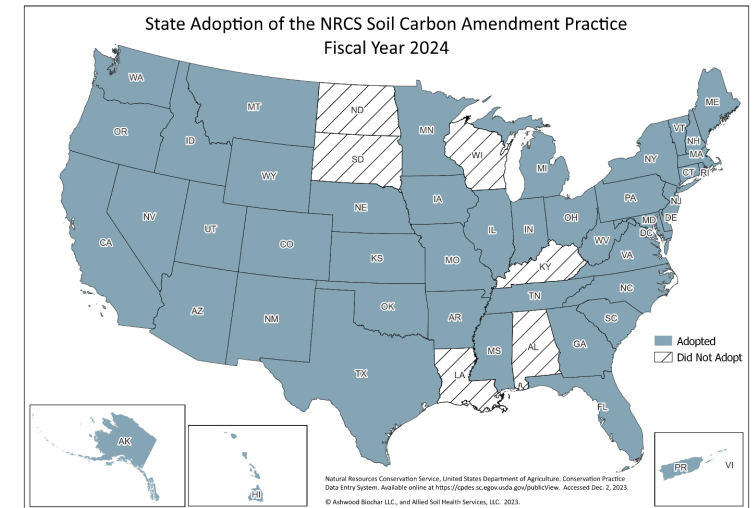 State Adoption of the NRCS Soil Carbon Amendment Practice
Fiscal Year 2024
WA
MT
ND
MN
ME
VT
NH
OR
ID
SD
WI
MI
NY
MA
CT RI
WY
IA
PA
NJ
NE
NV
UT
IL
IN
OH
MD
DE
DC
CA
CO
WV
VA
KS
MO
KY
NC
TN
AZ
NM
OK
AR
SC
MS
AL
GA
Adopted
Did Not Adopt
TX
LA
FL
AK
HI
PR
VI
Natural Resources Conservation Service, United States Department of Agriculture. Conservation Practice
Data Entry System. Available online at https://cpdes.sc.egov.usda.gov/publicView. Accessed Dec. 2, 2023.
© Ashwood Biochar LLC., and Allied Soil Health Services, LLC. 2023.